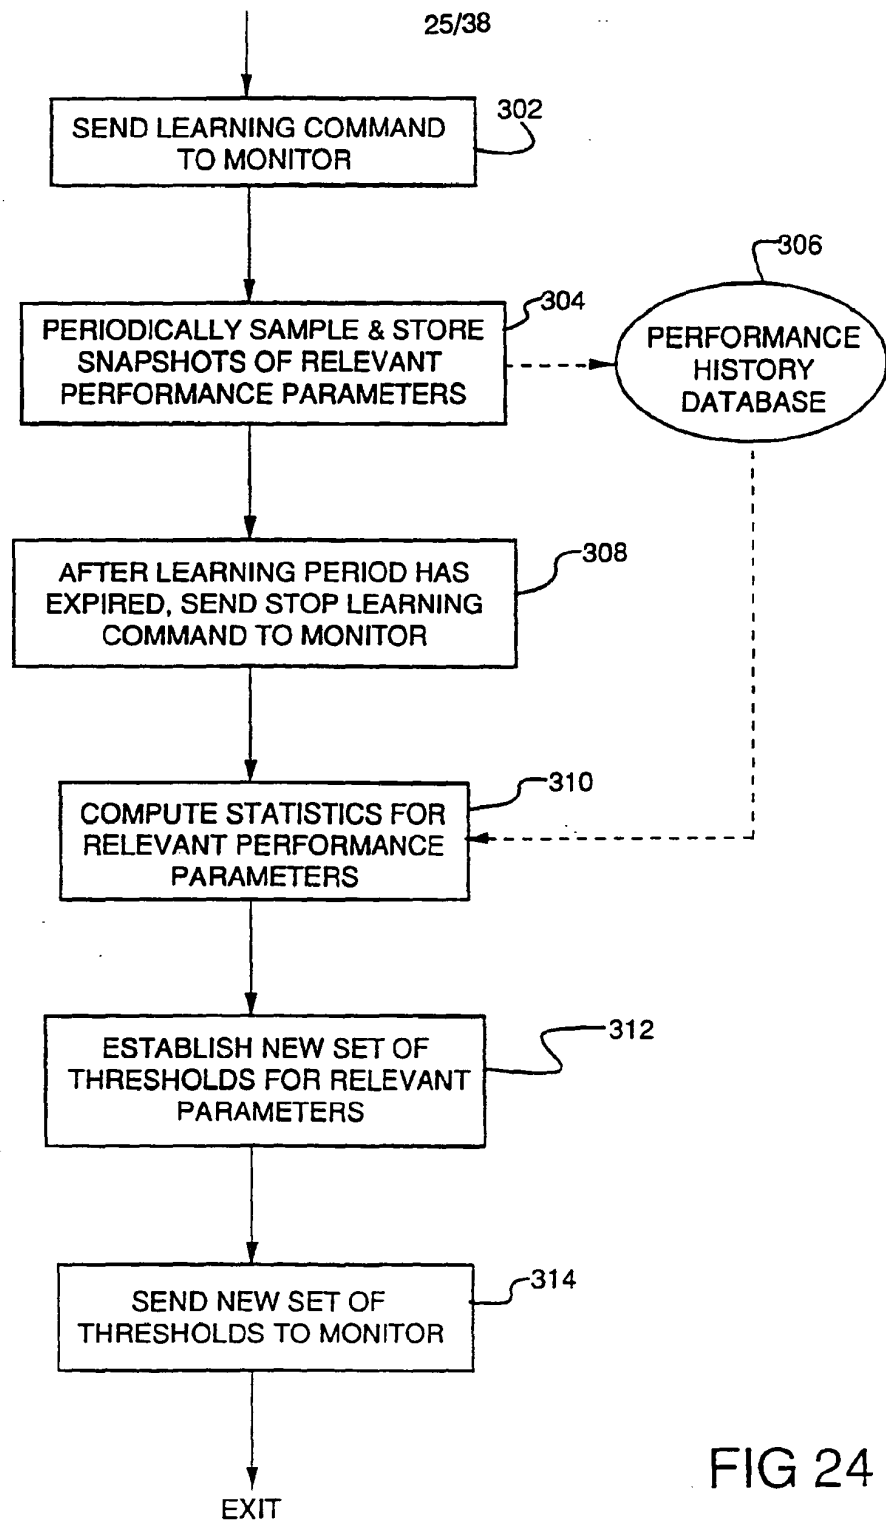 25/38
SEND LEARNING COMMAND
TO MONITOR
302
PERIODICALLY SAMPLE & STORE
SNAPSHOTS OF RELEVANT
PERFORMANCE PARAMETERS
304
306
PERFORMANCE
HISTORY
DATABASE
AFTER LEARNING PERIOD HAS
EXPIRED, SEND STOP LEARNING
COMMAND TO MONITOR
308
COMPUTE STATISTICS FOR
RELEVANT PERFORMANCE
PARAMETERS
310
ESTABLISH NEW SET OF
THRESHOLDS FOR RELEVANT
PARAMETERS
312
SEND NEW SET OF
THRESHOLDS TO MONITOR
314
EXIT
FIG 24